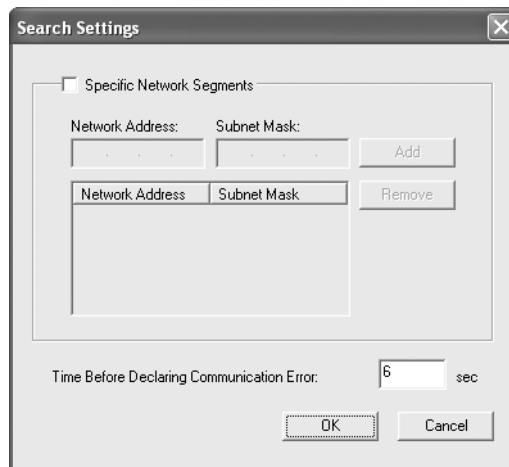 Search Settings
Specific Network Segments
Network Address: Subnet Mask:
. . . . . . Add
Network Address Subnet Mask Remove
Time Before Declaring Communication Error: 6 sec
OK Cancel